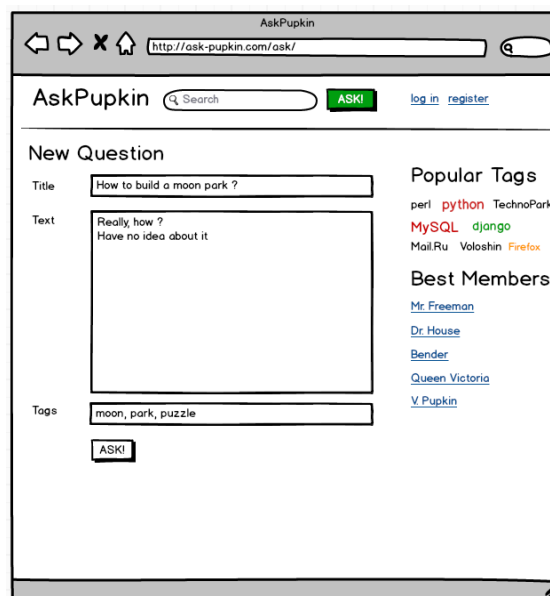 AskPupkin
http://ask-pupkin.com/ask/
AskPupkin Search ASK! log in register
New Question
Title How to build a moon park ?
Text Really, how ?
Have no idea about it
Tags moon, park, puzzle
ASK!
Popular Tags
perl python TechnoPark
MySQL django
Mail.Ru Voloshin Firefox
Best Members
Mr. Freeman
Dr. House
Bender
Queen Victoria
V. Pupkin